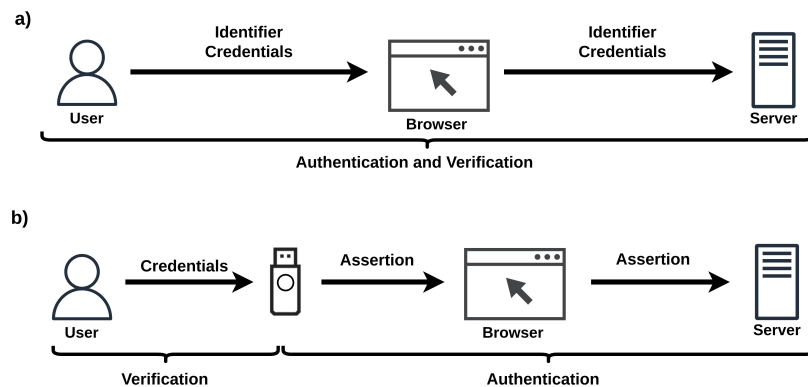 a)
Identifier
Credentials
Identifier
Credentials
User
Browser
Server
Authentication and Verification
b)
Credentials
Assertion
Assertion
User
Browser
Server
Verification
Authentication